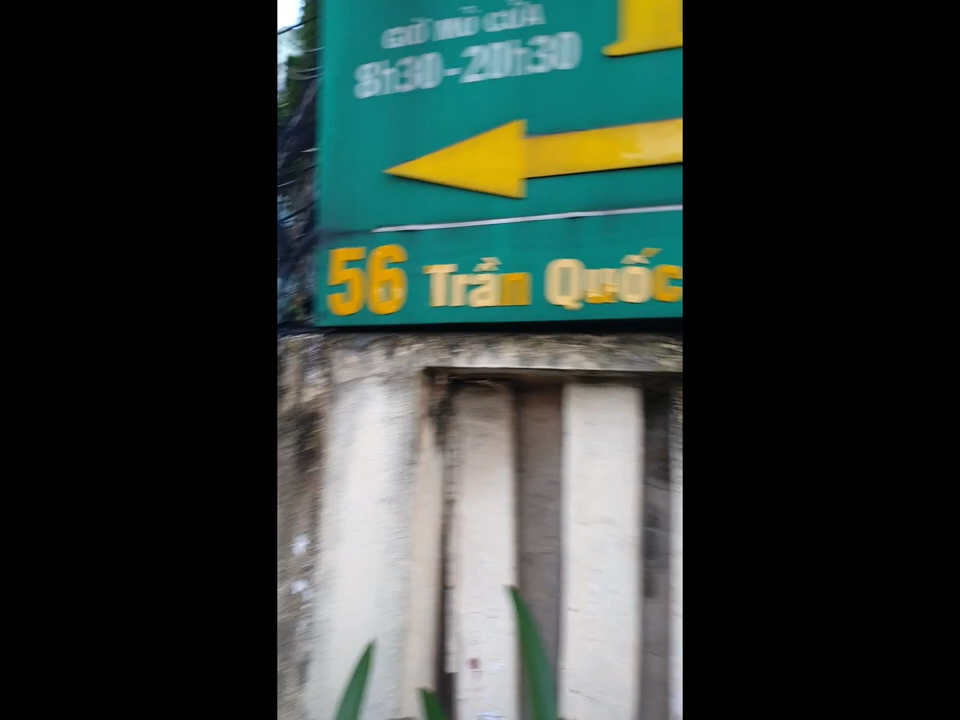 GIỜ MỞ CỬA
8h30-20h30
56 Trần Quốc